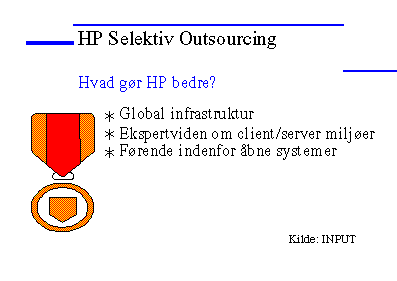 HP Selektiv Outsourcing
Hvad gør HP bedre?
* Global infrastruktur
* Ekspertviden om client/server miljøer
* Førende indenfor åbne systemer
Kilde: INPUT